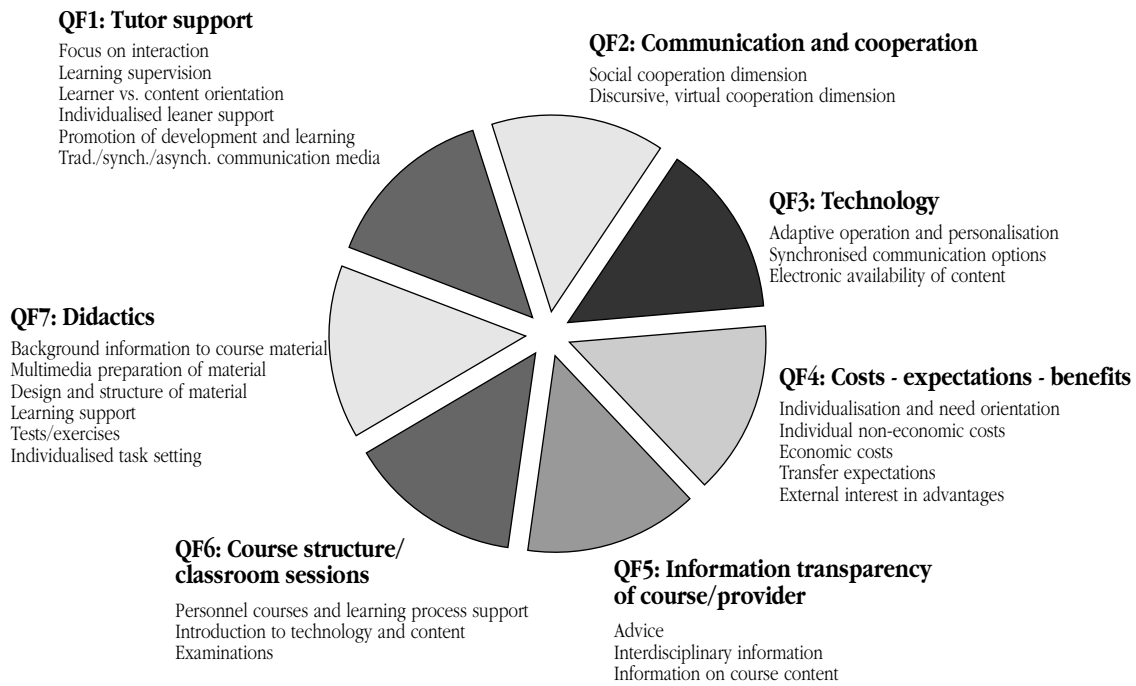 QF1: Tutor support
Focus on interaction
Learning supervision
Learner vs. content orientation
Individualised leaner support
Promotion of development and learning
Trad./synch./asynch. communication media
QF2: Communication and cooperation
Social cooperation dimension
Discursive, virtual cooperation dimension
QF3: Technology
Adaptive operation and personalisation
Synchronised communication options
Electronic availability of content
QF4: Costs - expectations - benefits
Individualisation and need orientation
Individual non-economic costs
Economic costs
Transfer expectations
External interest in advantages
QF5: Information transparency
of course/provider
Advice
Interdisciplinary information
Information on course content
QF6: Course structure/
classroom sessions
Personnel courses and learning process support
Introduction to technology and content
Examinations
QF7: Didactics
Background information to course material
Multimedia preparation of material
Design and structure of material
Learning support
Tests/exercises
Individualised task setting